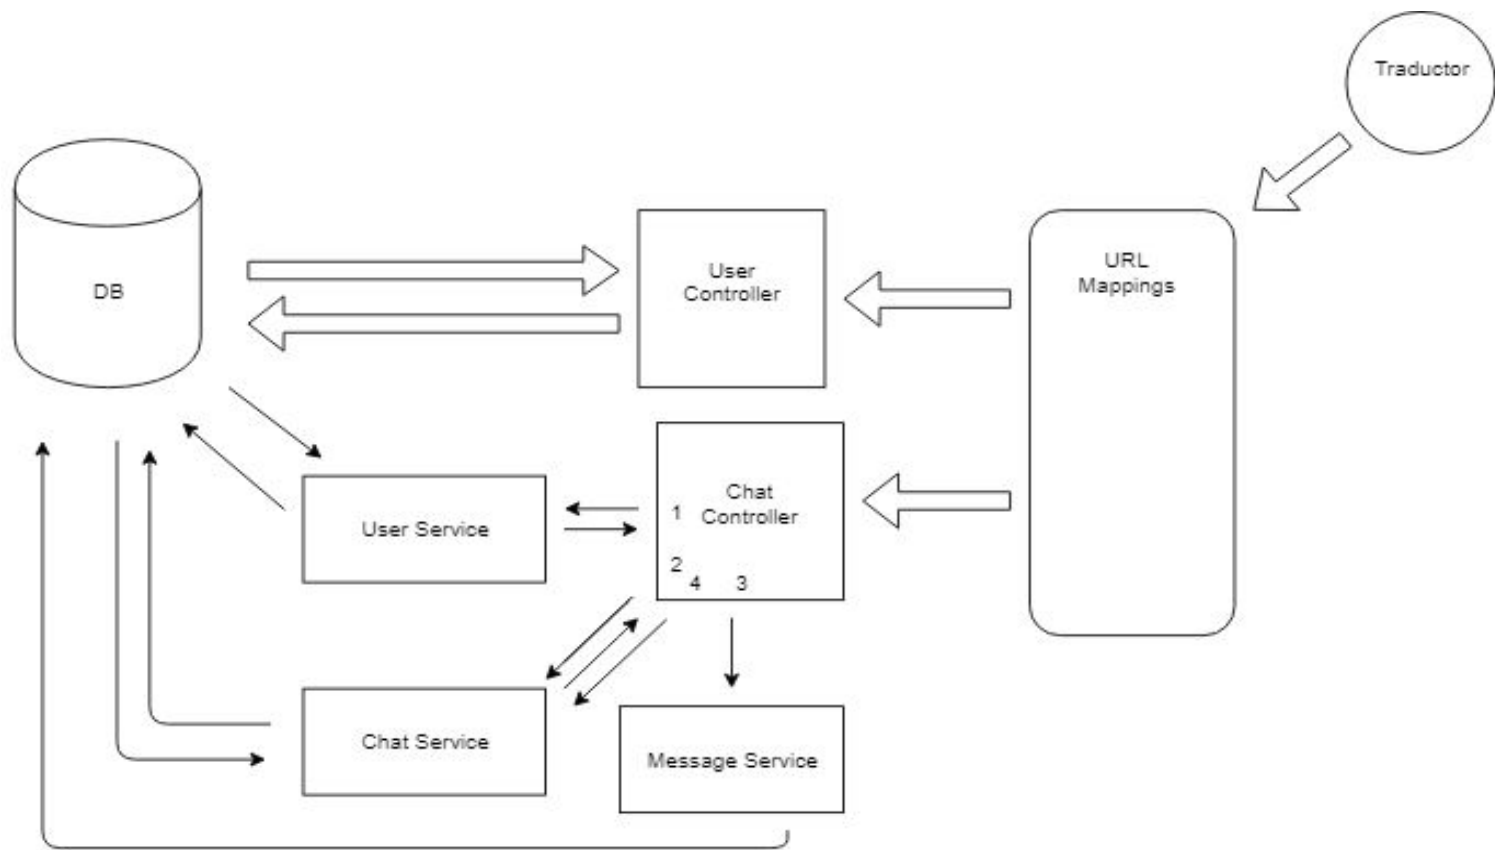 Traductor
DB
User
Controller
URL
Mappings
Chat
Controller
1
2
4
3
User Service
Chat Service
Message Service